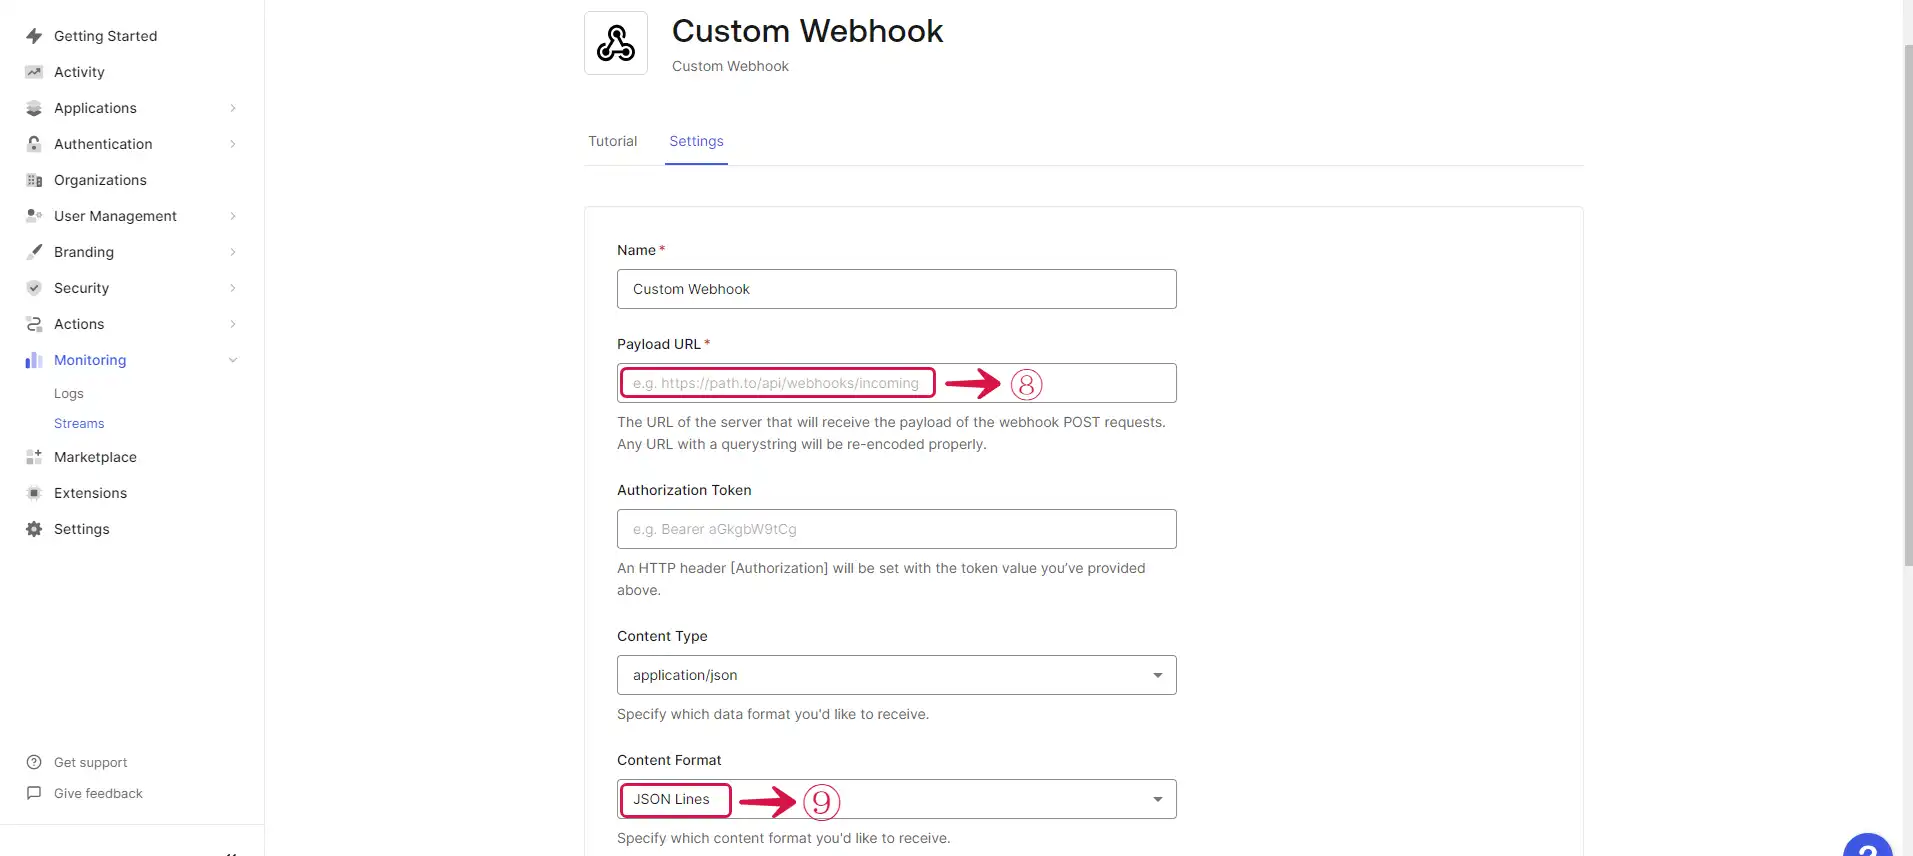 Getting Started
Activity
Applications
Authentication
Organizations
User Management
Branding
Security
Actions
Monitoring
Logs
Streams
Marketplace
Extensions
Settings
Get support
Give feedback
Custom Webhook
Custom Webhook
Tutorial Settings
Name *
Custom Webhook
Payload URL *
e.g. https://path.to/api/webhooks/incoming ⑧
The URL of the server that will receive the payload of the webhook POST requests.
Any URL with a querystring will be re-encoded properly.
Authorization Token
e.g. Bearer aGkgbW9tCg
An HTTP header [Authorization] will be set with the token value you’ve provided
above.
Content Type
application/json
Specify which data format you'd like to receive.
Content Format
JSON Lines ⑨
Specify which content format you'd like to receive.
?